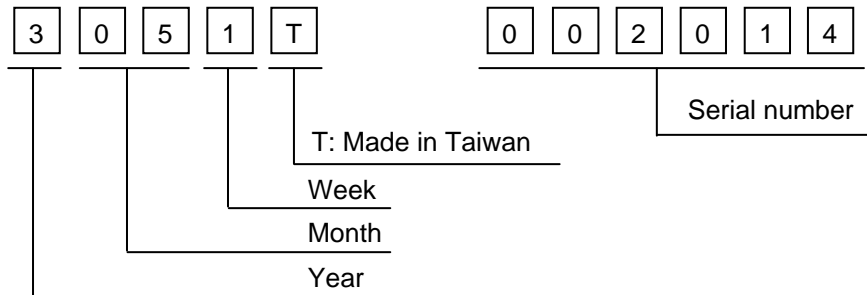 3 0 5 1 T 0 0 2 0 1 4
Serial number
T: Made in Taiwan
Week
Month
Year